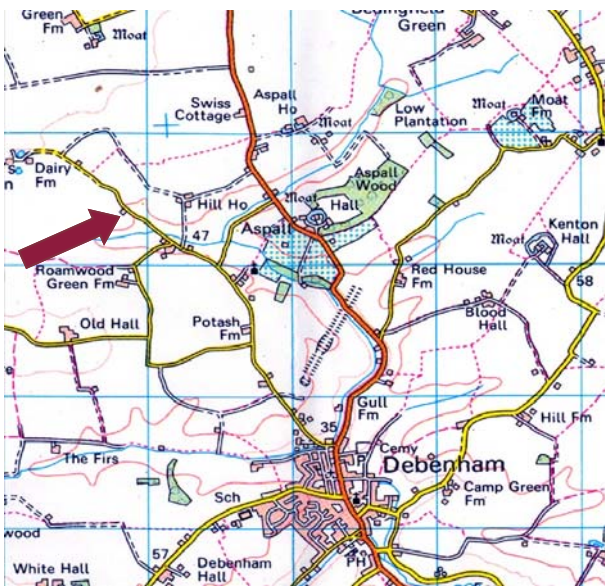 Green
Fm
Moat
Bedingfield
Green
Swiss
Cottage
Aspall
Ho
Moat
Low
Plantation
Moat
Moat
Fm
Dairy
Fm
Hill Ho
Moat
Hall
Aspall
Wood
Aspall
47
Moat
Kenton
Hall
Roamwood
Green Fm
Red House
Fm
58
Blood
Hall
Old Hall
Potash
Fm
Gull
Fm
35
Hill Fm
The Firs
Cemy
Debenham
Sch
Camp Green
Fm
wood
57
White Hall
Debenham
Hall
PH